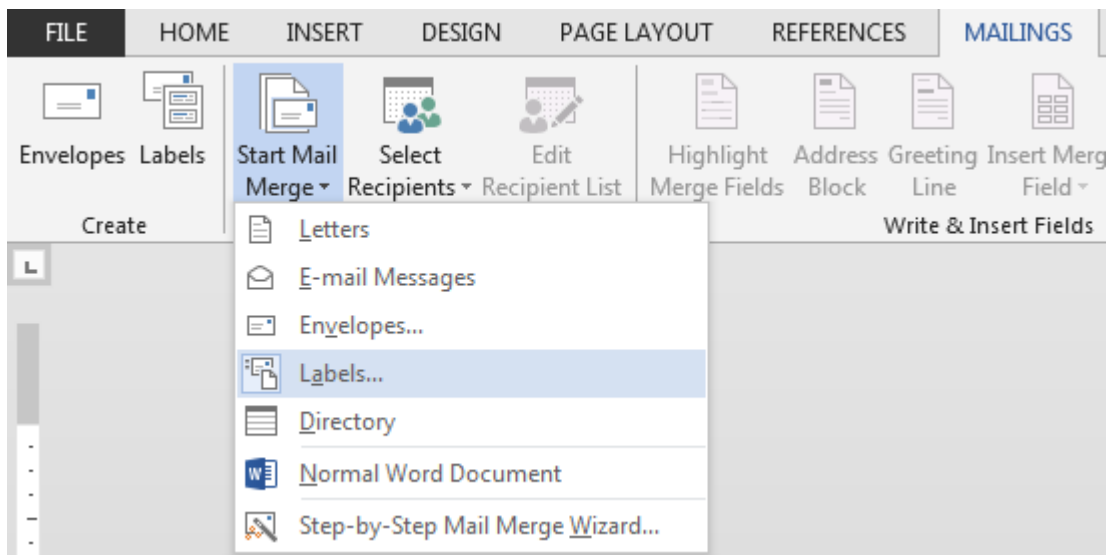 FILE HOME INSERT DESIGN PAGE LAYOUT REFERENCES MAILINGS
Envelopes Labels Start Mail Select Edit Highlight Address Greeting Insert Merg
Merge Recipients Recipient List Merge Fields Block Line Field
Create Write & Insert Fields
L
Letters
E-mail Messages
Envelopes...
Labels...
Directory
W Normal Word Document
Step-by-Step Mail Merge Wizard...